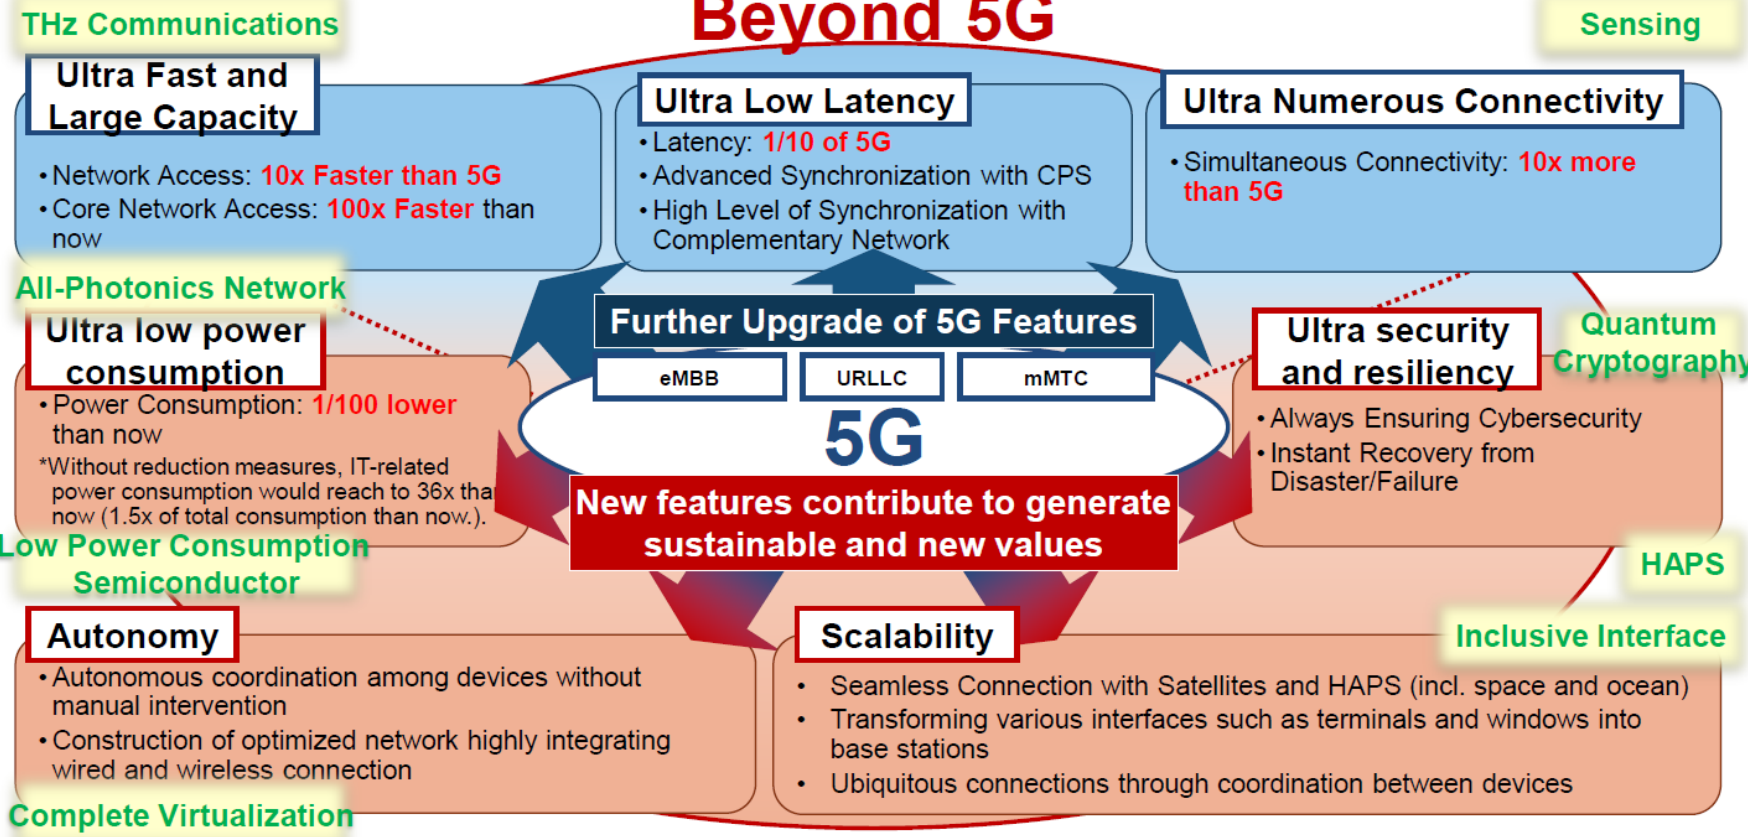 Beyond 5G
THz Communications
Sensing
Ultra Fast and
Large Capacity
• Network Access: 10x Faster than 5G
• Core Network Access: 100x Faster than
now
Ultra Low Latency
• Latency: 1/10 of 5G
• Advanced Synchronization with CPS
• High Level of Synchronization with
Complementary Network
Ultra Numerous Connectivity
• Simultaneous Connectivity: 10x more
than 5G
All-Photonics Network
Further Upgrade of 5G Features
eMBB
URLLC
mMTC
5G
New features contribute to generate
sustainable and new values
Ultra low power
consumption
• Power Consumption: 1/100 lower
than now
*Without reduction measures, IT-related
power consumption would reach to 36x tha
now (1.5x of total consumption than now.).
Low Power Consumption
Semiconductor
Ultra security
and resiliency
Quantum
Cryptography
• Always Ensuring Cybersecurity
• Instant Recovery from
Disaster/Failure
HAPS
Inclusive Interface
Autonomy
• Autonomous coordination among devices without
manual intervention
• Construction of optimized network highly integrating
wired and wireless connection
Complete Virtualization
Scalability
• Seamless Connection with Satellites and HAPS (incl. space and ocean)
• Transforming various interfaces such as terminals and windows into
base stations
• Ubiquitous connections through coordination between devices